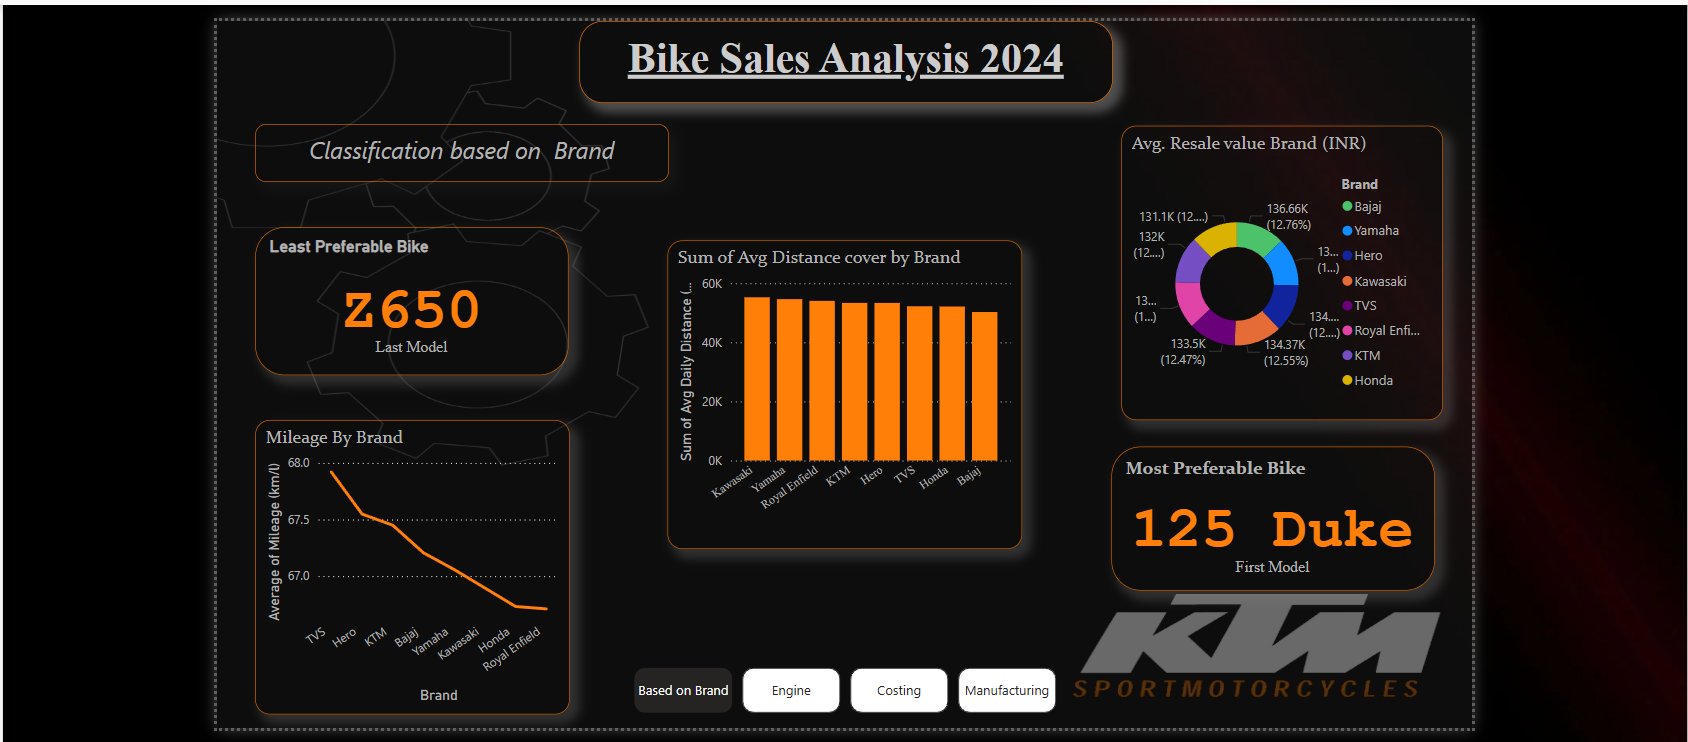 Bike Sales Analysis 2024
Classification based on Brand
Least Preferable Bike
Z650
Last Model
Mileage By Brand
Average of Mileage (km/l)
68.0
67.5
67.0
TVS
Hero
KTM
Bajaj
Yamaha
Kawasaki
Honda
Royal Enfield
Brand
Sum of Avg Distance cover by Brand
Sum of Avg Daily Distance (...
60K
40K
20K
0K
Kawasaki
Yamaha
Royal Enfield
KTM
Hero
TVS
Honda
Bajaj
Avg. Resale value Brand (INR)
136.66K
(12.76%)
13...
(1...)
134....
(12....)
134.37K
(12.55%)
133.5K
(12.47%)
13...
(1...)
132K
(12....)
131.1K (12....)
Brand
Bajaj
Yamaha
Hero
Kawasaki
TVS
Royal Enfi...
KTM
Honda
Most Preferable Bike
125 Duke
First Model
KTM
SPORTMOTORCYCLES
Based on Brand
Engine
Costing
Manufacturing